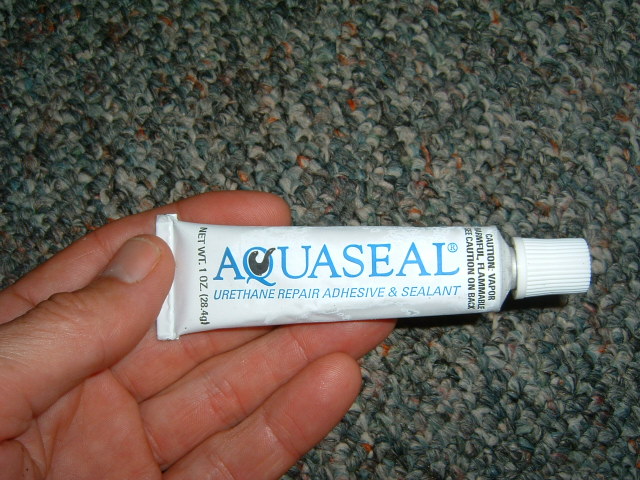 NET WT. 1 OZ. (28.4g)
AQUASEAL®
URETHANE REPAIR ADHESIVE & SEALANT
CAUTION: VAPOR
HARMFUL, FLAMMABLE
SEE CAUTION ON BACK